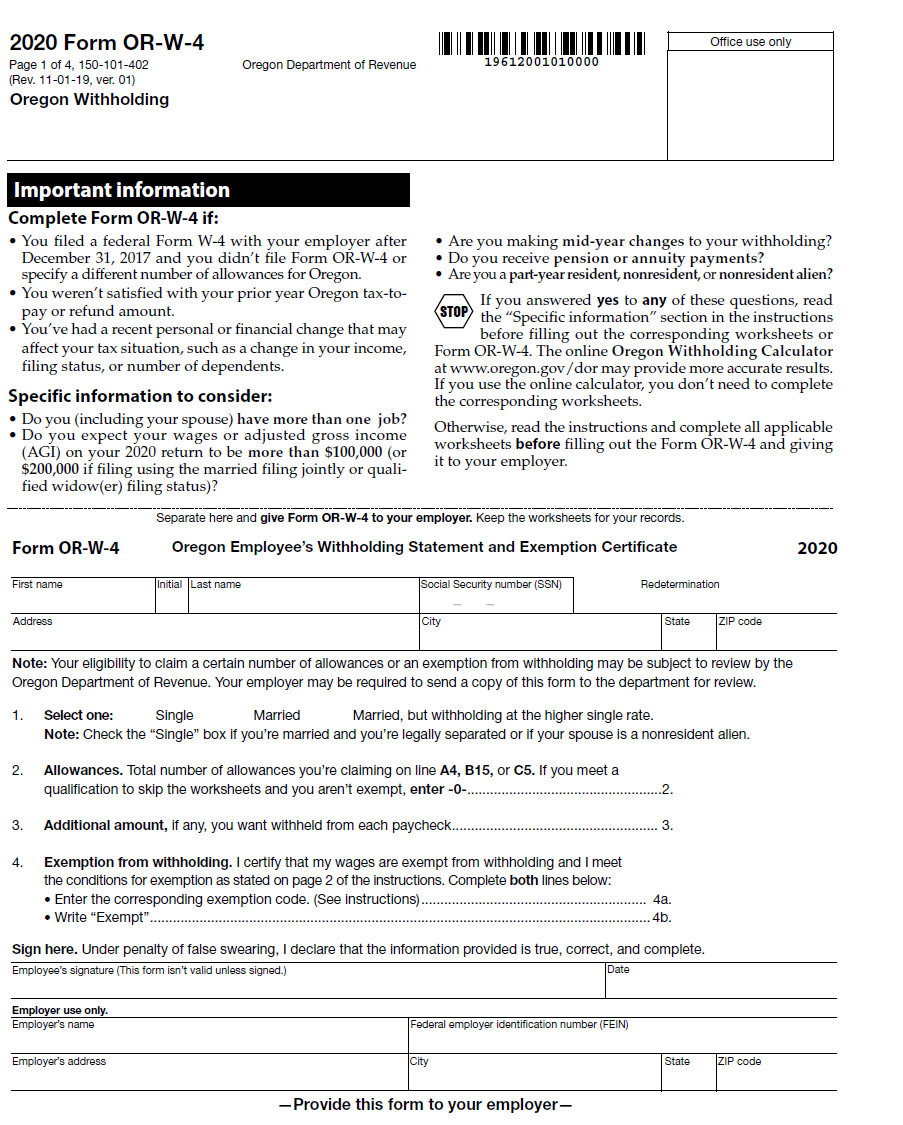 2020 Form OR-W-4
Page 1 of 4, 150-101-402
Oregon Department of Revenue
(Rev. 11-01-19, ver. 01)
Oregon Withholding
19612001010000
Office use only
Important information
Complete Form OR-W-4 if:
• You filed a federal Form W-4 with your employer after
December 31, 2017 and you didn't file Form OR-W-4 or
specify a different number of allowances for Oregon.
• You weren't satisfied with your prior year Oregon tax-to-
pay or refund amount.
• You've had a recent personal or financial change that may
affect your tax situation, such as a change in your income,
filing status, or number of dependents.
Specific information to consider:
• Do you (including your spouse) have more than one job?
• Do you expect your wages or adjusted gross income
(AGI) on your 2020 return to be more than $100,000 (or
$200,000 if filing using the married filing jointly or quali-
fied widow(er) filing status)?
• Are you making mid-year changes to your withholding?
• Do you receive pension or annuity payments?
• Are you a part-year resident, nonresident, or nonresident alien?
STOP
If you answered yes to any of these questions, read
the "Specific information" section in the instructions
before filling out the corresponding worksheets or
Form OR-W-4. The online Oregon Withholding Calculator
at www.oregon.gov/dor may provide more accurate results.
If you use the online calculator, you don't need to complete
the corresponding worksheets.
Otherwise, read the instructions and complete all applicable
worksheets before filling out the Form OR-W-4 and giving
it to your employer.
Separate here and give Form OR-W-4 to your employer. Keep the worksheets for your records.
Form OR-W-4 Oregon Employee's Withholding Statement and Exemption Certificate 2020
First name Initial Last name Social Security number (SSN) Redetermination
– –
Address City State ZIP code
Note: Your eligibility to claim a certain number of allowances or an exemption from withholding may be subject to review by the
Oregon Department of Revenue. Your employer may be required to send a copy of this form to the department for review.
1. Select one: Single Married Married, but withholding at the higher single rate.
Note: Check the "Single" box if you're married and you're legally separated or if your spouse is a nonresident alien.
2. Allowances. Total number of allowances you're claiming on line A4, B15, or C5. If you meet a
qualification to skip the worksheets and you aren't exempt, enter -0-....................................................2.
3. Additional amount, if any, you want withheld from each paycheck....................................................... 3.
4. Exemption from withholding. I certify that my wages are exempt from withholding and I meet
the conditions for exemption as stated on page 2 of the instructions. Complete both lines below:
• Enter the corresponding exemption code. (See instructions)............................................................ 4a.
• Write "Exempt"..................................................................................................................................... 4b.
Sign here. Under penalty of false swearing, I declare that the information provided is true, correct, and complete.
Employee's signature (This form isn't valid unless signed.) Date
Employer use only.
Employer's name Federal employer identification number (FEIN)
Employer's address City State ZIP code
—Provide this form to your employer—